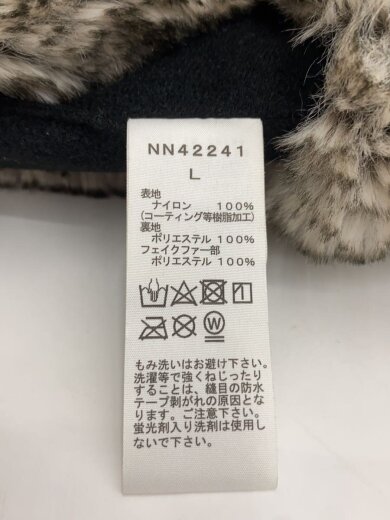 NN42241
L
表地
ナイロン 100%
(コーティング等樹脂加工)
裏地
ポリエステル 100%
フェイクファー部
ポリエステル 100%
W
もみ洗いはお避け下さい。
洗濯等で強くねじったり
することは、縫目の防水
テープ剥がれの原因とな
ります。ご注意下さい。
蛍光剤入り洗剤は使用し
ないで下さい。